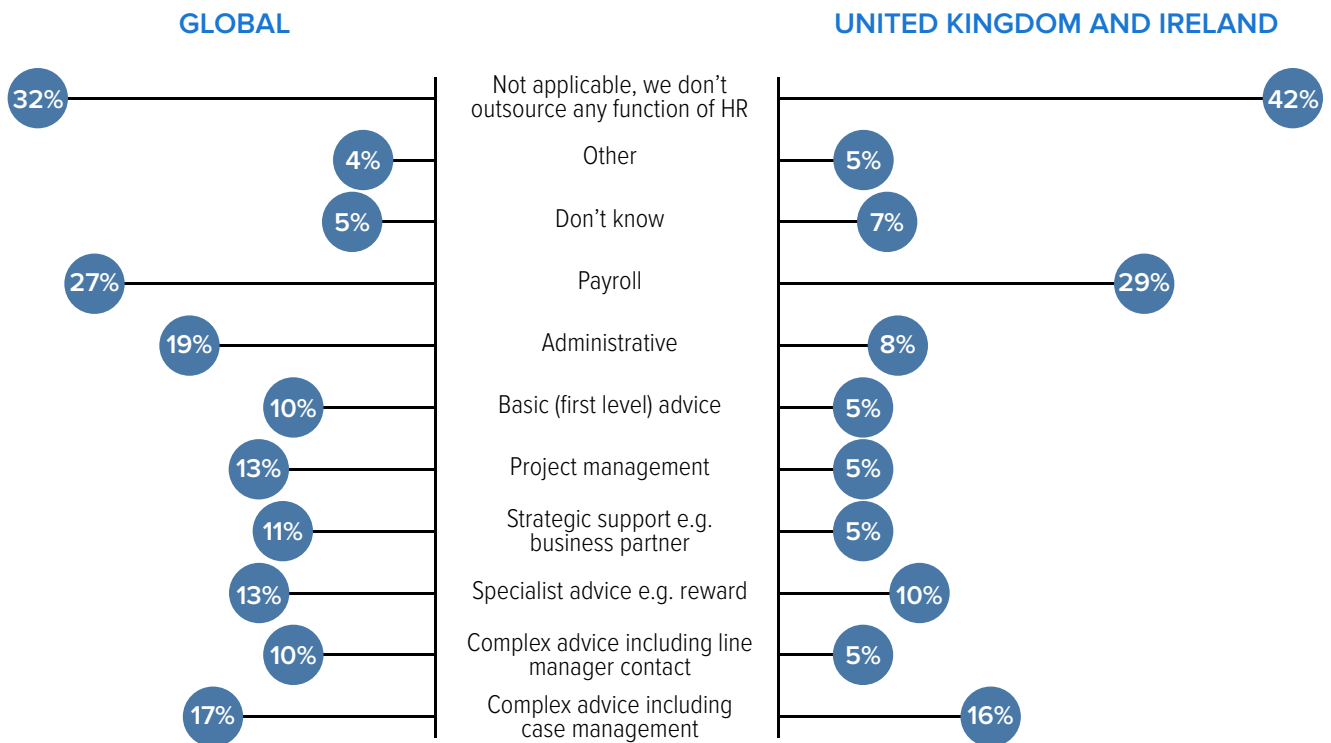 GLOBAL
UNITED KINGDOM AND IRELAND
32%
Not applicable, we don’t
outsource any function of HR
42%
4%
Other
5%
5%
Don’t know
7%
27%
Payroll
29%
19%
Administrative
8%
10%
Basic (first level) advice
5%
13%
Project management
5%
11%
Strategic support e.g.
business partner
5%
13%
Specialist advice e.g. reward
10%
10%
Complex advice including line
manager contact
5%
17%
Complex advice including
case management
16%